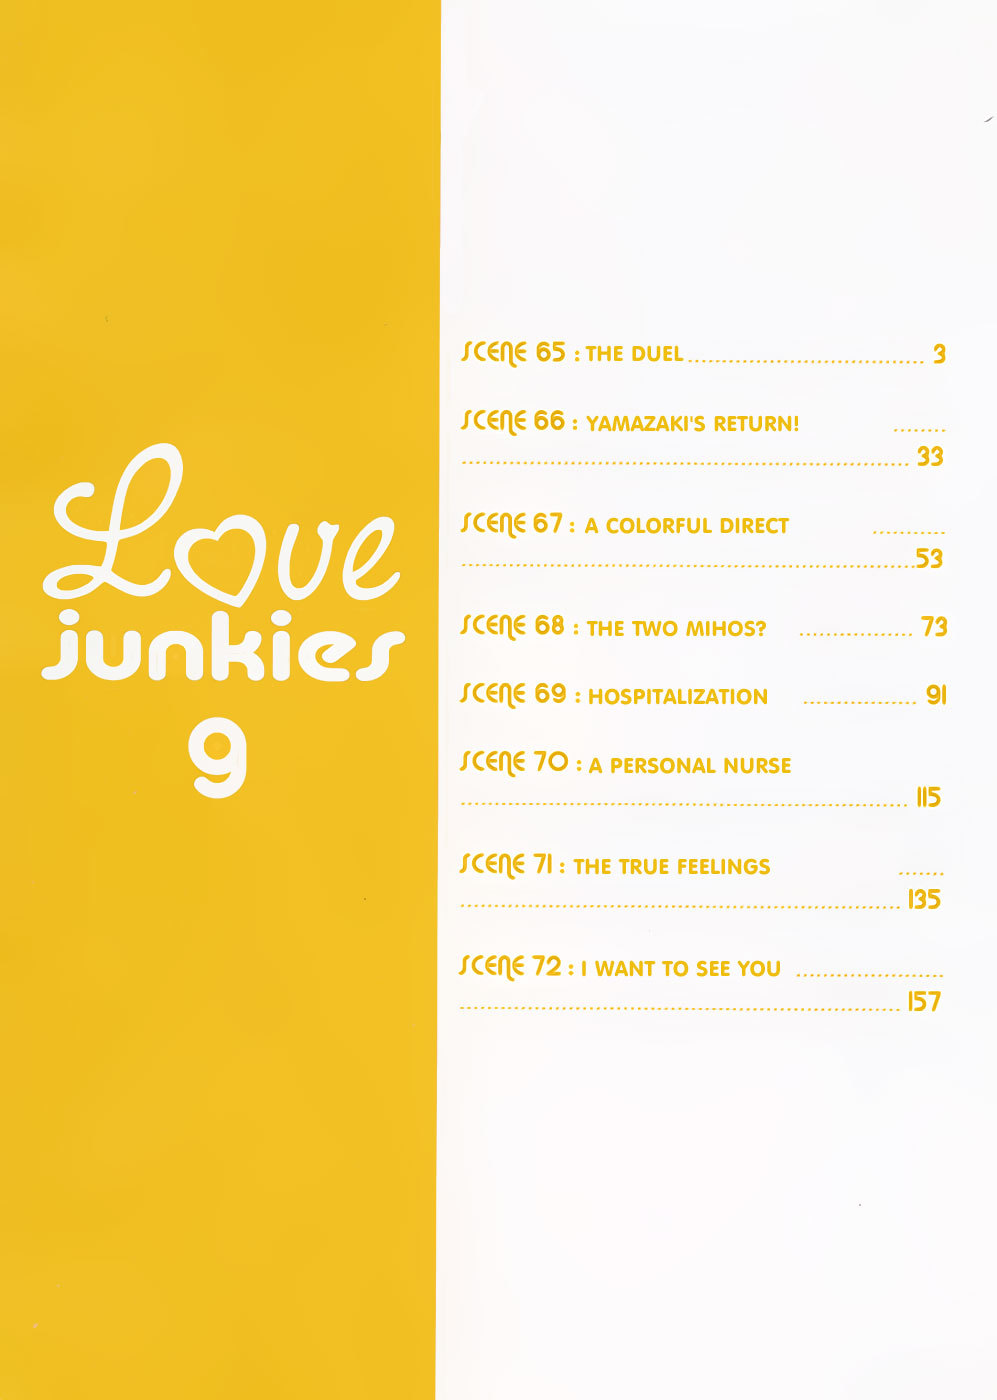 Love
junkies
9
SCENE 65 : THE DUEL ........................................ 3
SCENE 66 : YAMAZAKI'S RETURN! ........
................................................................ 33
SCENE 67 : A COLORFUL DIRECT ..........
................................................................ 53
SCENE 68 : THE TWO MIHOS? ................. 73
SCENE 69 : HOSPITALIZATION ................. 91
SCENE 70 : A PERSONAL NURSE
................................................................ 115
SCENE 71 : THE TRUE FEELINGS .......
................................................................ 135
SCENE 72 : I WANT TO SEE YOU ......................
................................................................ 157